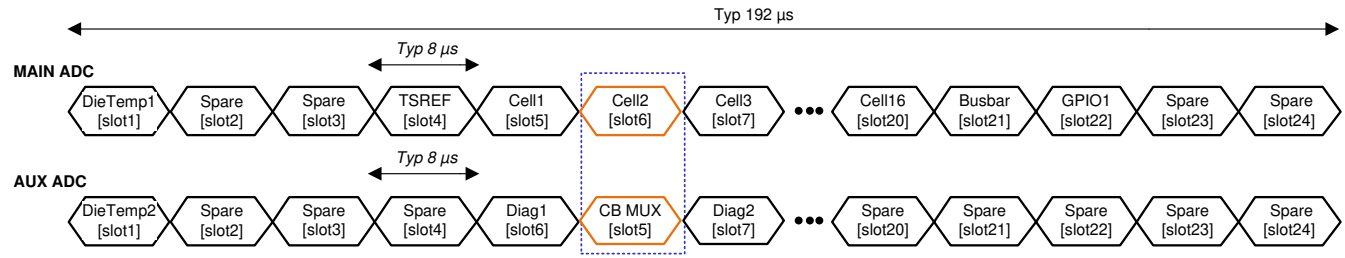 Typ 192 µs
Typ 8 µs
MAIN ADC
DieTemp1 Spare Spare TSREF Cell1 Cell2 Cell3 ••• Cell16 Busbar GPIO1 Spare Spare
[slot1] [slot2] [slot3] [slot4] [slot5] [slot6] [slot7] [slot20] [slot21] [slot22] [slot23] [slot24]
Typ 8 µs
AUX ADC
DieTemp2 Spare Spare Spare Diag1 CB MUX Diag2 ••• Spare Spare Spare Spare Spare
[slot1] [slot2] [slot3] [slot4] [slot6] [slot5] [slot7] [slot20] [slot21] [slot22] [slot23] [slot24]